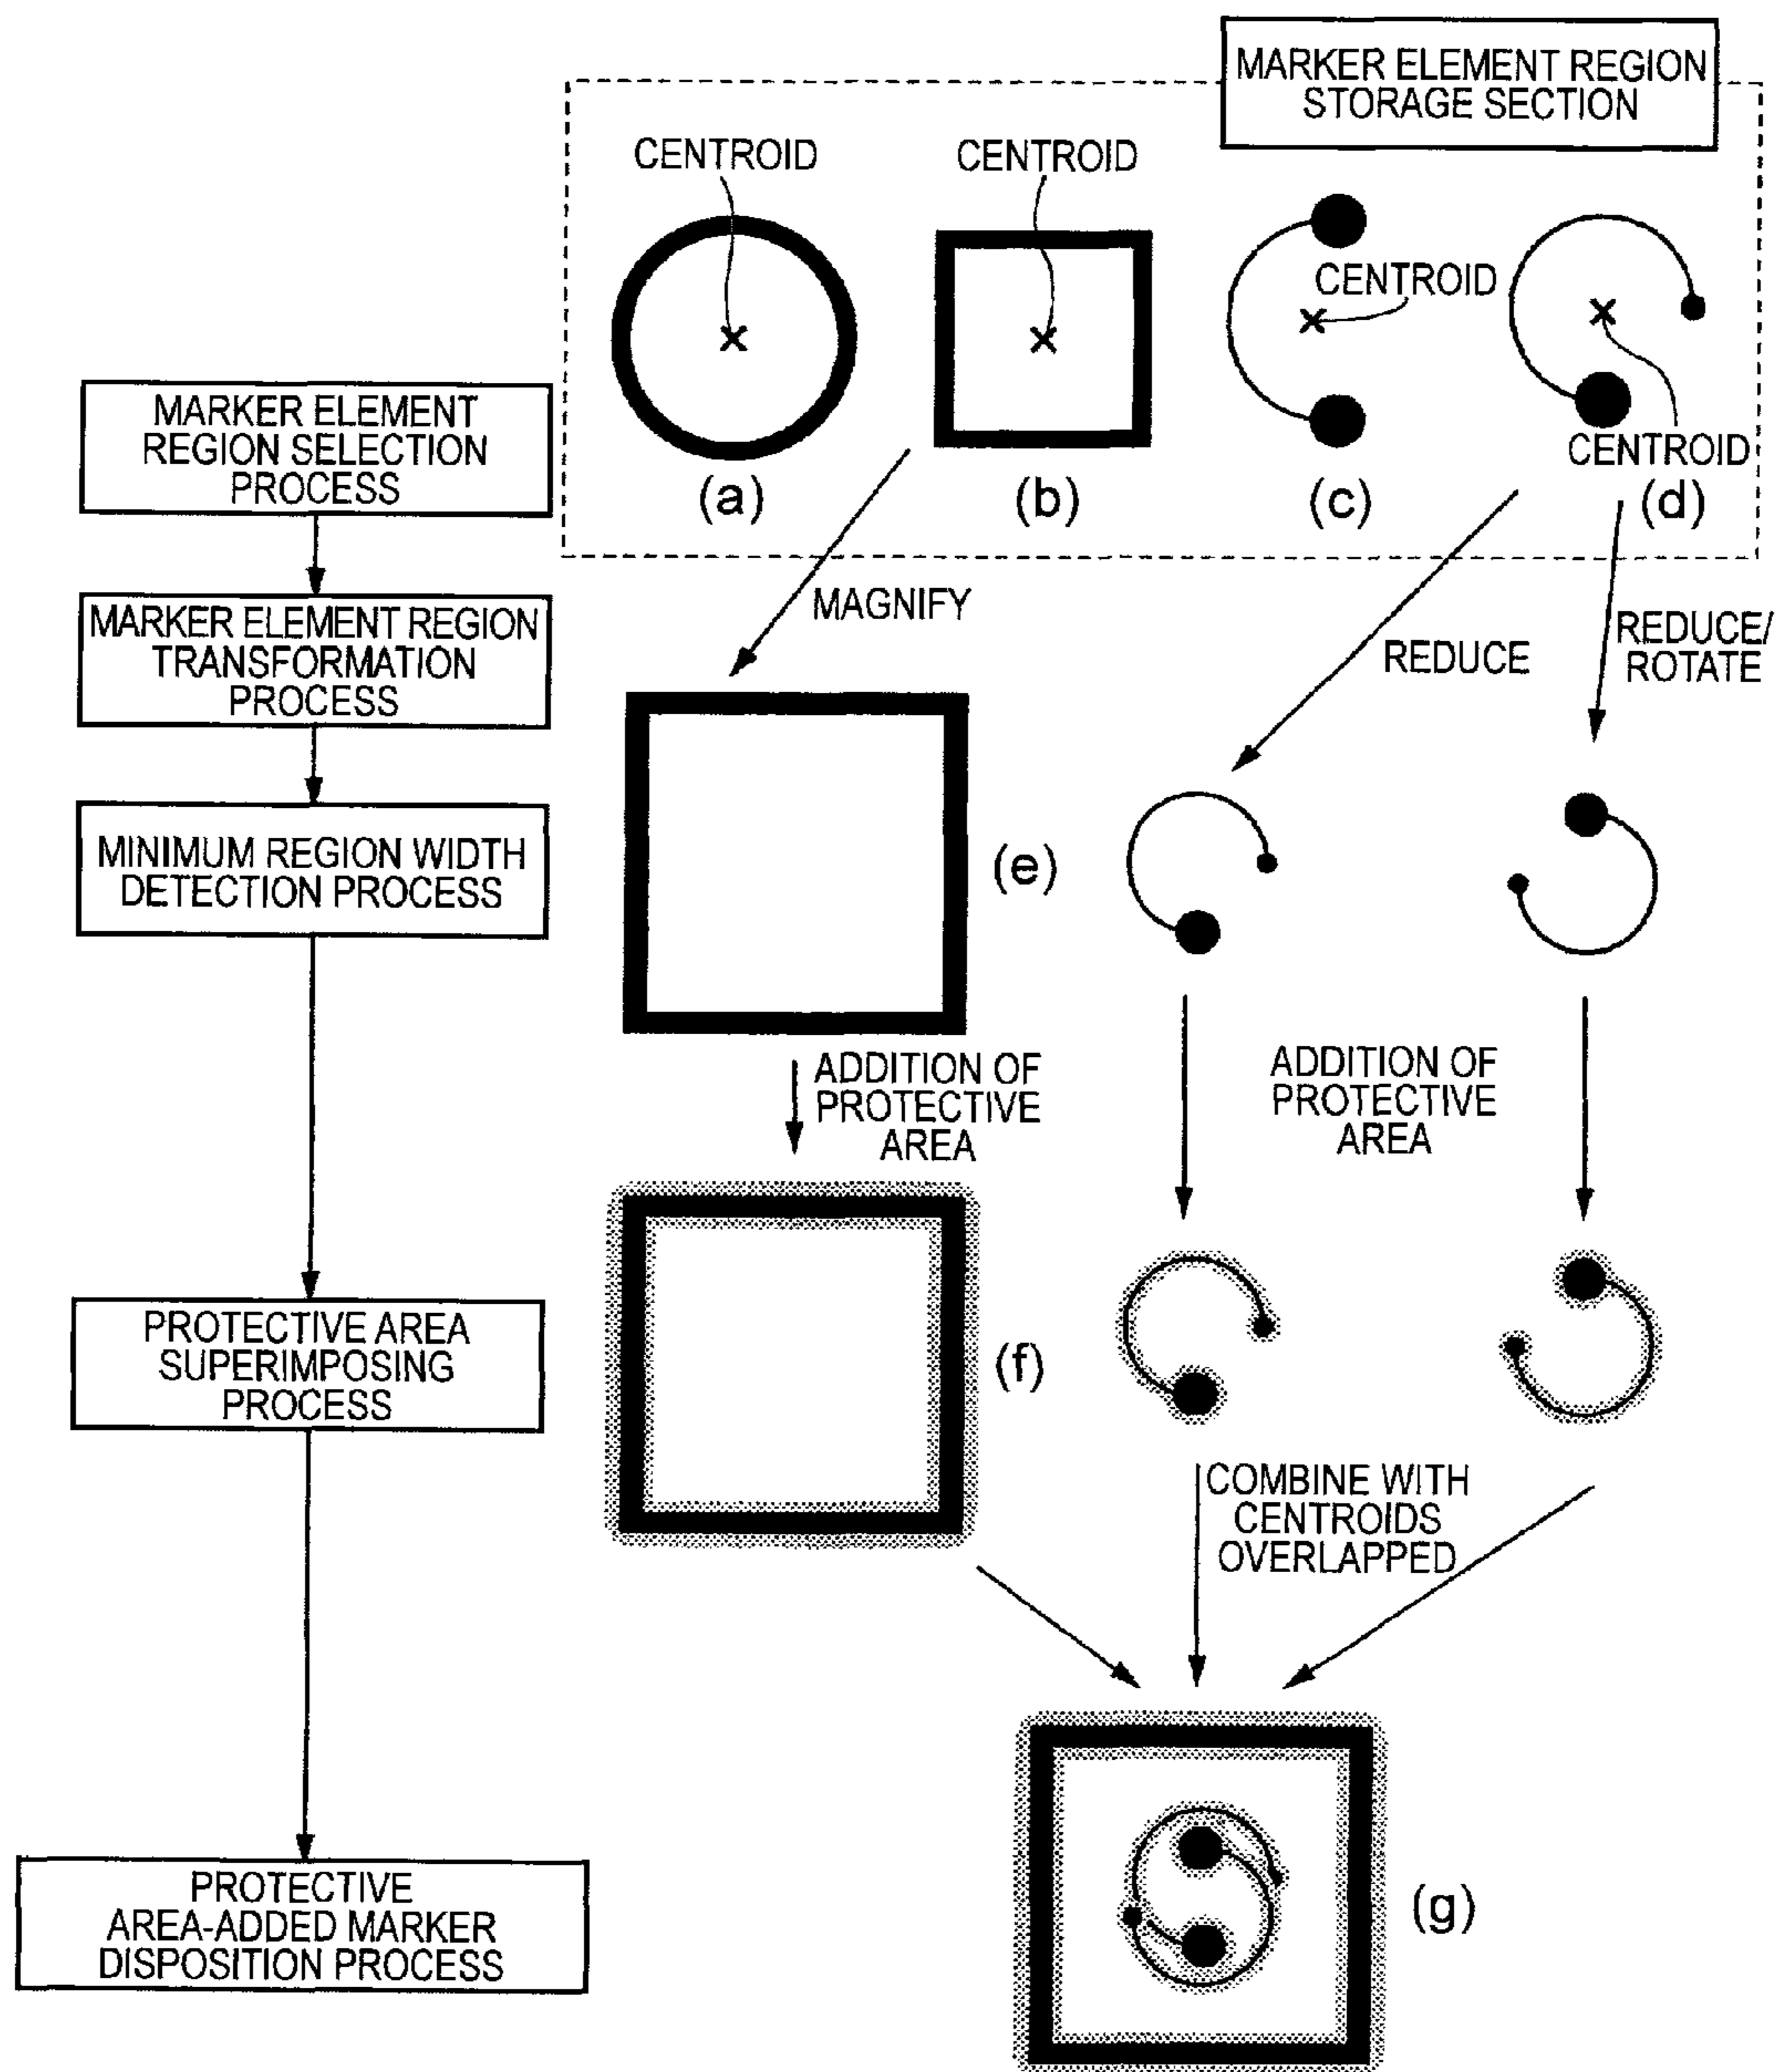 MARKER ELEMENT REGION
STORAGE SECTION
CENTROID
CENTROID
CENTROID
CENTROID
(a)
(b)
(c)
(d)
MARKER ELEMENT
REGION SELECTION
PROCESS
MAGNIFY
REDUCE
REDUCE/
ROTATE
MARKER ELEMENT REGION
TRANSFORMATION
PROCESS
MINIMUM REGION WIDTH
DETECTION PROCESS
(e)
ADDITION OF
PROTECTIVE
AREA
ADDITION OF
PROTECTIVE
AREA
PROTECTIVE AREA
SUPERIMPOSING
PROCESS
(f)
COMBINE WITH
CENTROIDS
OVERLAPPED
PROTECTIVE
AREA-ADDED MARKER
DISPOSITION PROCESS
(g)